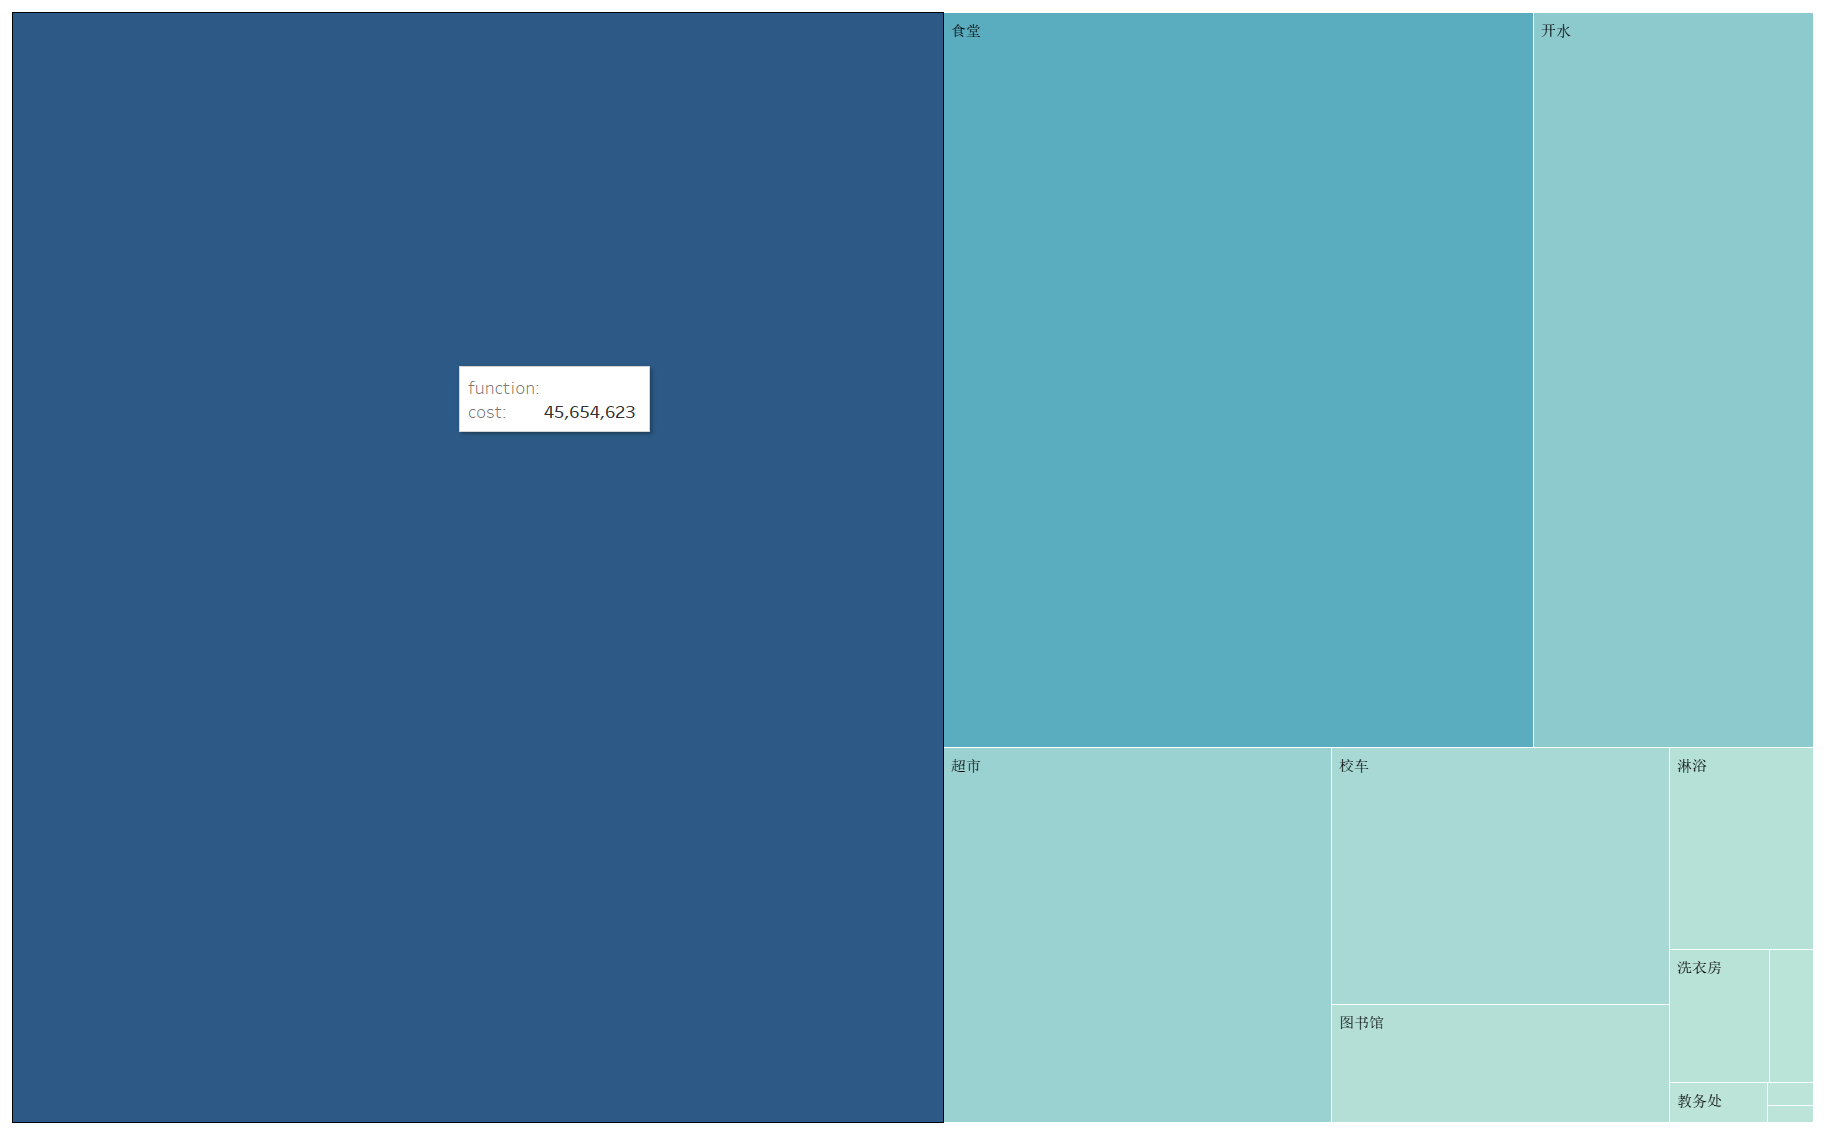 function:
cost: 45,654,623
食堂
开水
超市
校车
淋浴
洗衣房
图书馆
教务处